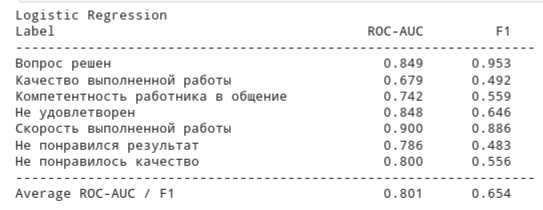 Logistic Regression
Label ROC-AUC F1
Вопрос решен 0.849 0.953
Качество выполненной работы 0.679 0.492
Компетентность работника в общение 0.742 0.559
Не удовлетворен 0.848 0.646
Скорость выполненной работы 0.900 0.886
Не понравился результат 0.786 0.483
Не понравилось качество 0.800 0.556
Average ROC-AUC / F1 0.801 0.654